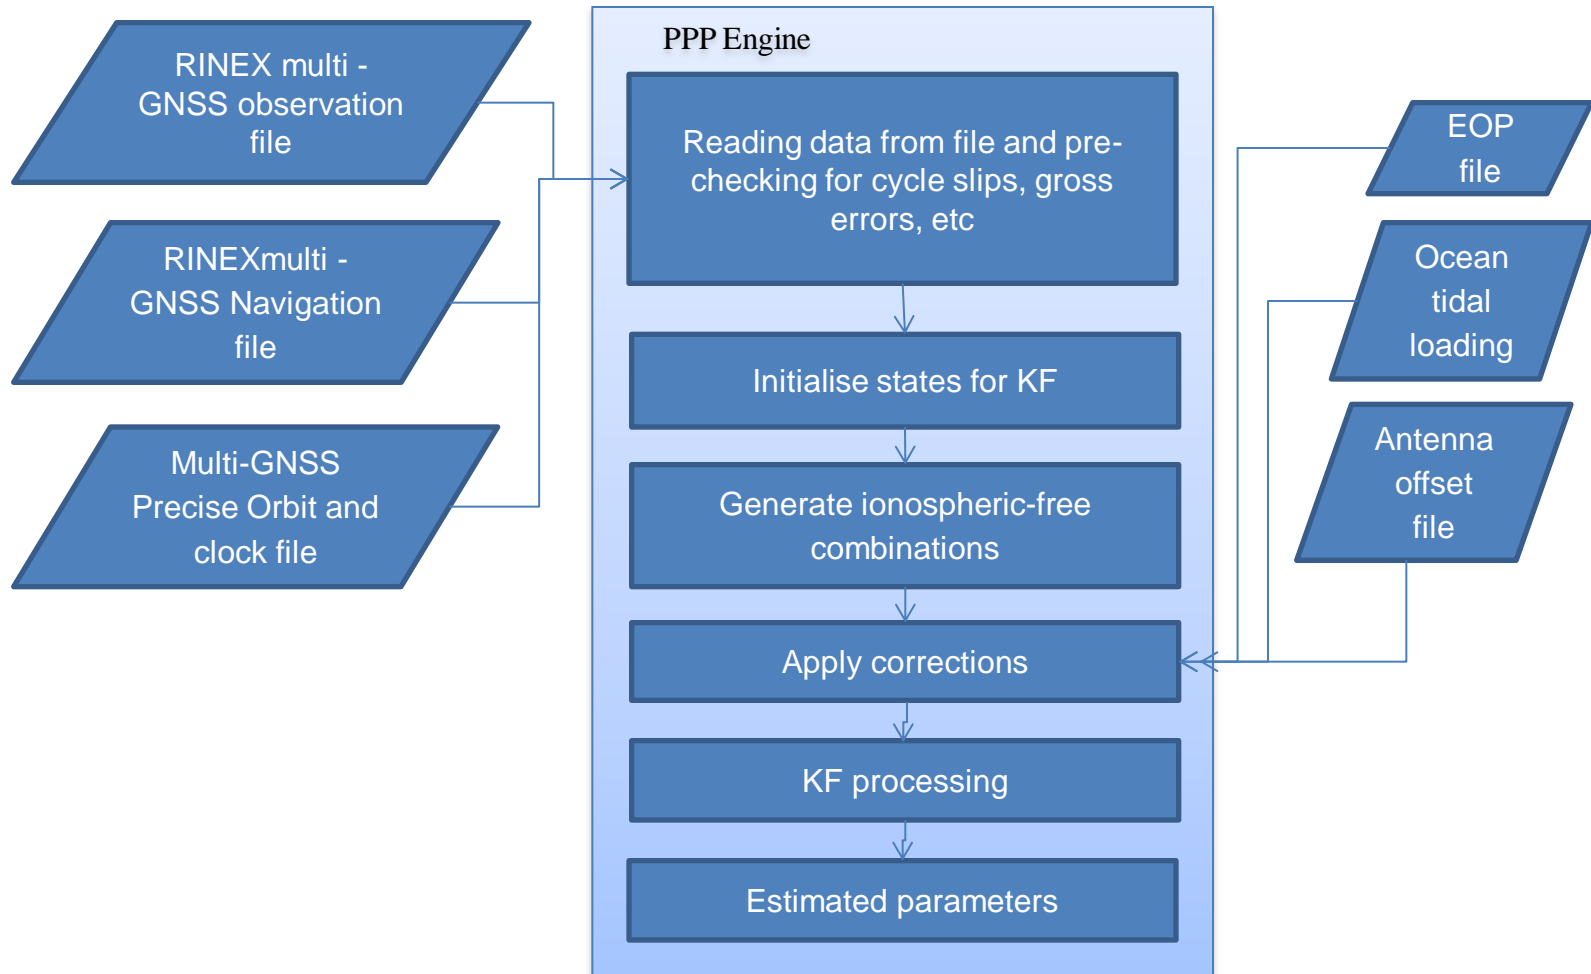 PPP Engine
RINEX multi -
GNSS observation
file
RINEXmulti -
GNSS Navigation
file
Multi-GNSS
Precise Orbit and
clock file
Reading data from file and pre-
checking for cycle slips, gross
errors, etc
Initialise states for KF
Generate ionospheric-free
combinations
Apply corrections
KF processing
Estimated parameters
EOP
file
Ocean
tidal
loading
Antenna
offset
file